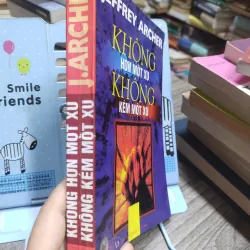 JEFFREY ARCHER
KHÔNG
HƠN MỘT XU
KHÔNG
KÉM MỘT XU
J.ARCHER
KHÔNG HƠN MỘT XU
KHÔNG KÉM MỘT XU
Smile
Friends